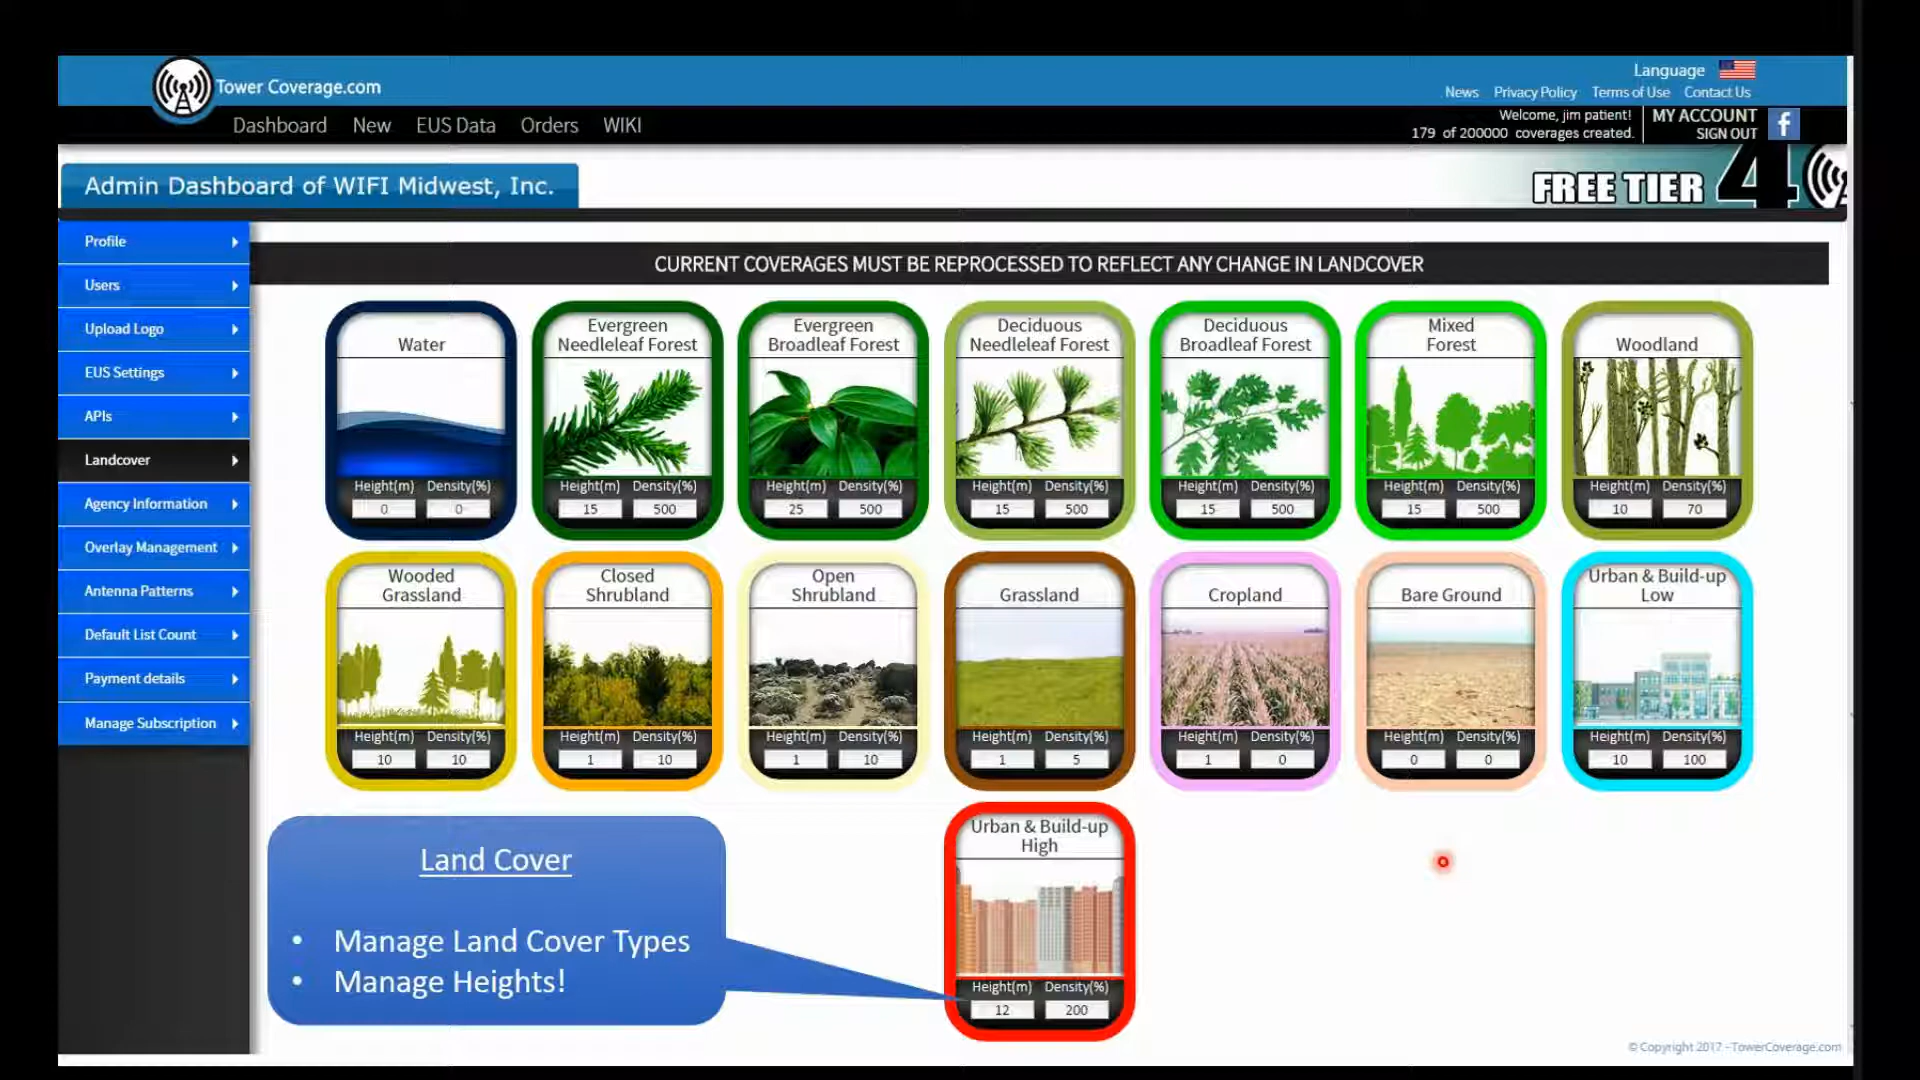 Tower Coverage.com
Language
News Privacy Policy Terms of Use Contact Us
Dashboard New EUS Data Orders WIKI
Welcome, jim patient!
179 of 200000 coverages created.
MY ACCOUNT
SIGN OUT
f
Admin Dashboard of WIFI Midwest, Inc.
FREE TIER 4
Profile
Users
Upload Logo
EUS Settings
APIs
Landcover
Agency Information
Overlay Management
Antenna Patterns
Default List Count
Payment details
Manage Subscription
CURRENT COVERAGES MUST BE REPROCESSED TO REFLECT ANY CHANGE IN LANDCOVER
Water
Height(m) Density(%)
0 0
Evergreen
Needleleaf Forest
Height(m) Density(%)
15 500
Evergreen
Broadleaf Forest
Height(m) Density(%)
25 500
Deciduous
Needleleaf Forest
Height(m) Density(%)
15 500
Deciduous
Broadleaf Forest
Height(m) Density(%)
15 500
Mixed
Forest
Height(m) Density(%)
15 500
Woodland
Height(m) Density(%)
10 70
Wooded
Grassland
Height(m) Density(%)
10 10
Closed
Shrubland
Height(m) Density(%)
1 10
Open
Shrubland
Height(m) Density(%)
1 10
Grassland
Height(m) Density(%)
1 5
Cropland
Height(m) Density(%)
1 0
Bare Ground
Height(m) Density(%)
0 0
Urban & Build-up
Low
Height(m) Density(%)
10 100
Urban & Build-up
High
Height(m) Density(%)
12 200
Land Cover
• Manage Land Cover Types
• Manage Heights!
© Copyright 2017 - TowerCoverage.com